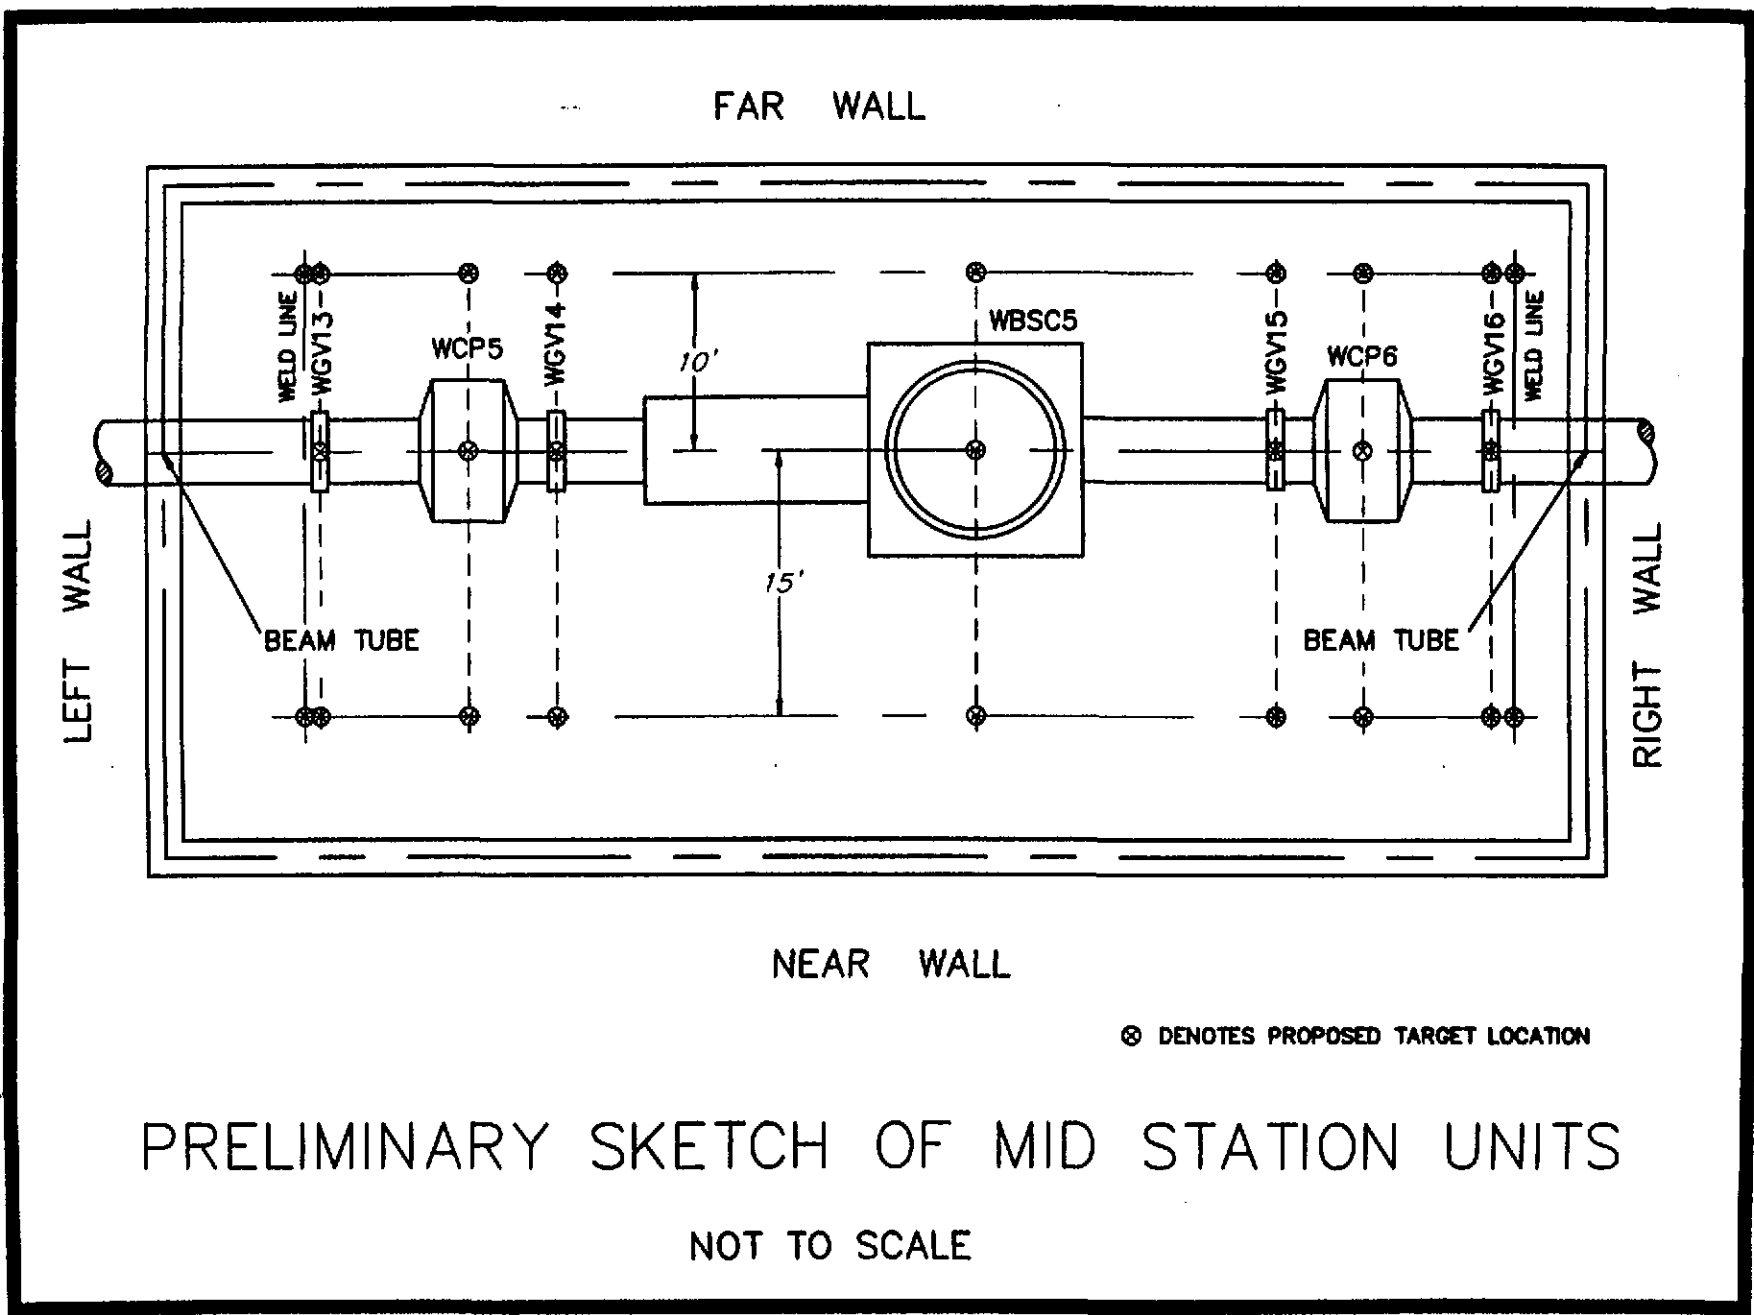 FAR WALL
WELD LINE
WGV13
WCP5
WGV14
10'
WBSC5
WGV15
WCP6
WGV16
WELD LINE
15'
LEFT WALL
BEAM TUBE
BEAM TUBE
RIGHT WALL
NEAR WALL
⊗ DENOTES PROPOSED TARGET LOCATION
PRELIMINARY SKETCH OF MID STATION UNITS
NOT TO SCALE